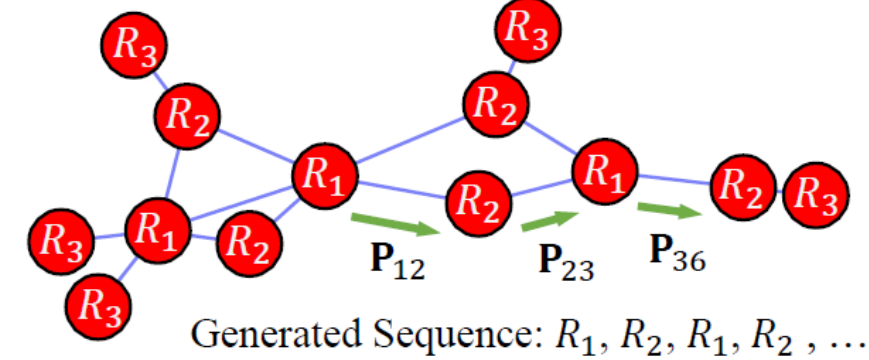 R₃
R₃
R₂
R₂
R₁
R₁
R₂
R₃
R₂
R₁
R₃
R₂
R₃
P₁₂
P₂₃
P₃₆
Generated Sequence: R₁, R₂, R₁, R₂ , …